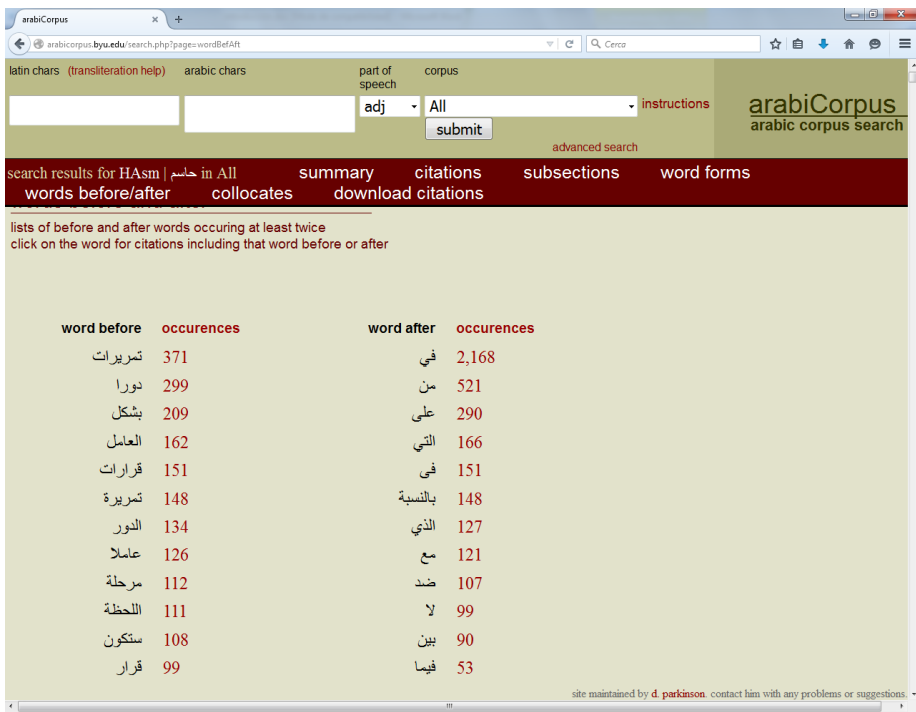 arabiCorpus
arabicorpus.byu.edu/search.php?page=wordBefAft
Cerca
latin chars (transliteration help) arabic chars part of speech corpus
adj All instructions
submit
advanced search
arabiCorpus
arabic corpus search
search results for HAsm | حاسم in All summary citations subsections word forms
words before/after collocates download citations
lists of before and after words occuring at least twice
click on the word for citations including that word before or after
word before occurences word after occurences
تمريرات 371 في 2,168
دورا 299 من 521
بشكل 209 على 290
العامل 162 التي 166
قرارات 151 فى 151
تمريرة 148 بالنسبة 148
الدور 134 الذي 127
عاملا 126 مع 121
مرحلة 112 ضد 107
اللحظة 111 لا 99
ستكون 108 بين 90
قرار 99 فيما 53
site maintained by d. parkinson. contact him with any problems or suggestions.